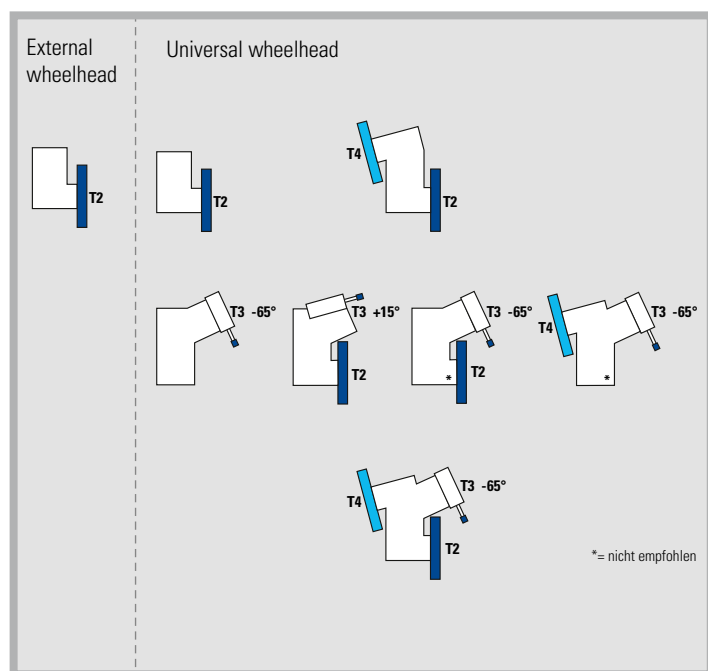 External
wheelhead
Universal wheelhead
T2
T2
T4
T2
T3 -65°
T3 +15°
T2
T3 -65°
T2
*
T4
T3 -65°
*
T4
T3 -65°
T2
*= nicht empfohlen